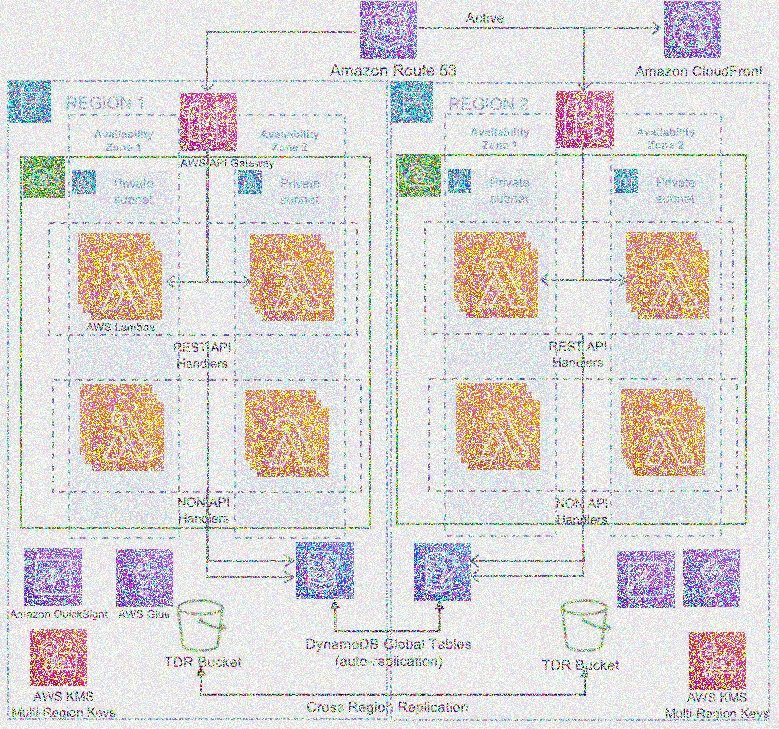 Active
Amazon Route 53
Amazon CloudFront
REGION 1
REGION 2
Availability
Zone 1
Availability
Zone 2
Availability
Zone 1
Availability
Zone 2
AWS API Gateway
Private
subnet
Private
subnet
Private
subnet
Private
subnet
AWS Lambda
REST API
Handlers
REST API
Handlers
NON API
Handlers
NON API
Handlers
Amazon QuickSight
AWS Glue
TDR Bucket
DynamoDB Global Tables
(auto-replication)
TDR Bucket
AWS KMS
Multi-Region Keys
AWS KMS
Multi-Region Keys
Cross Region Replication